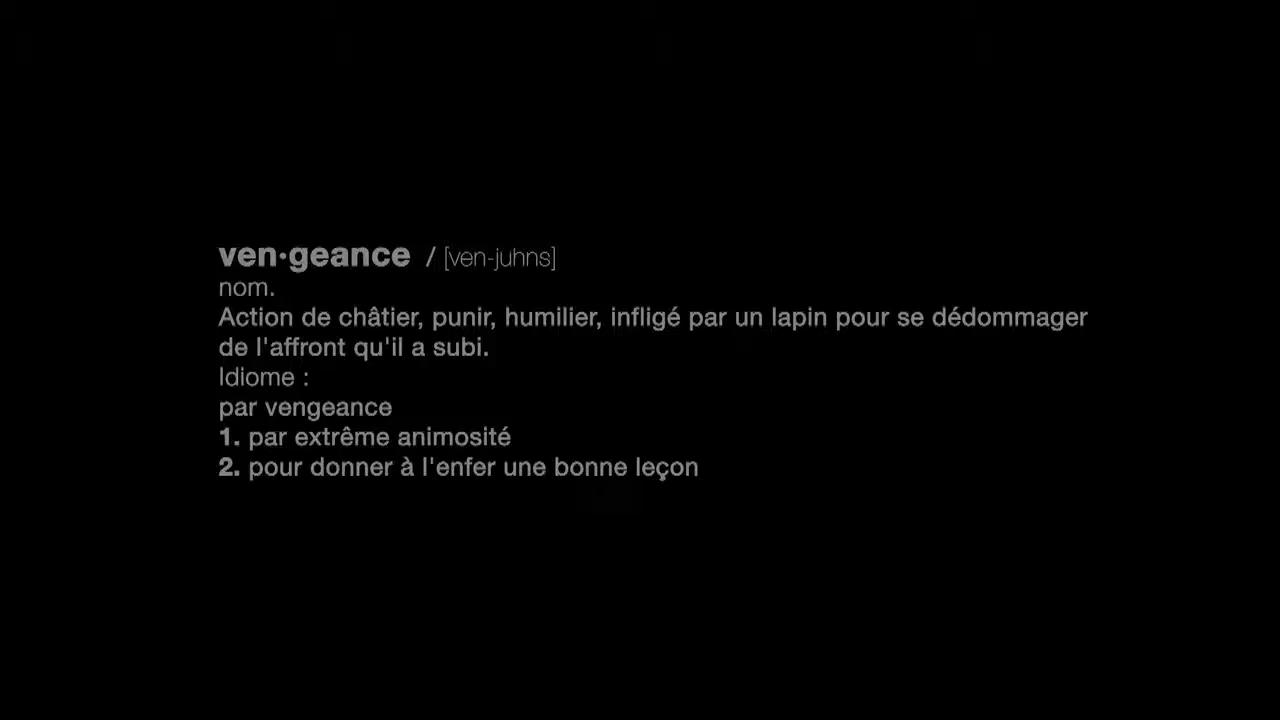 ven·geance / [ven-juhns]
nom.
Action de châtier, punir, humilier, infligé par un lapin pour se dédommager
de l'affront qu'il a subi.
Idiome :
par vengeance
1. par extrême animosité
2. pour donner à l'enfer une bonne leçon